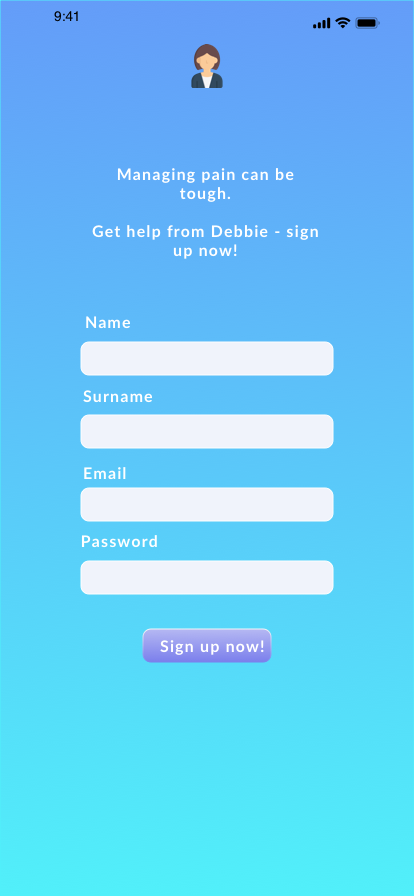 9:41
Managing pain can be
tough.
Get help from Debbie - sign
up now!
Name
Surname
Email
Password
Sign up now!